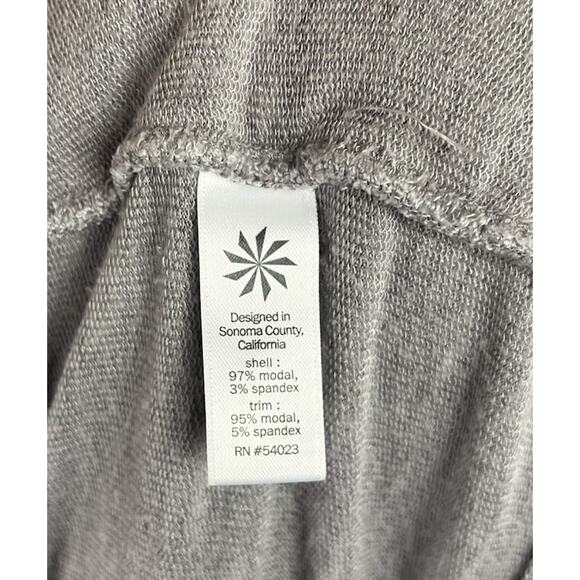 Designed in
Sonoma County,
California
shell :
97% modal,
3% spandex
trim :
95% modal,
5% spandex
RN #54023